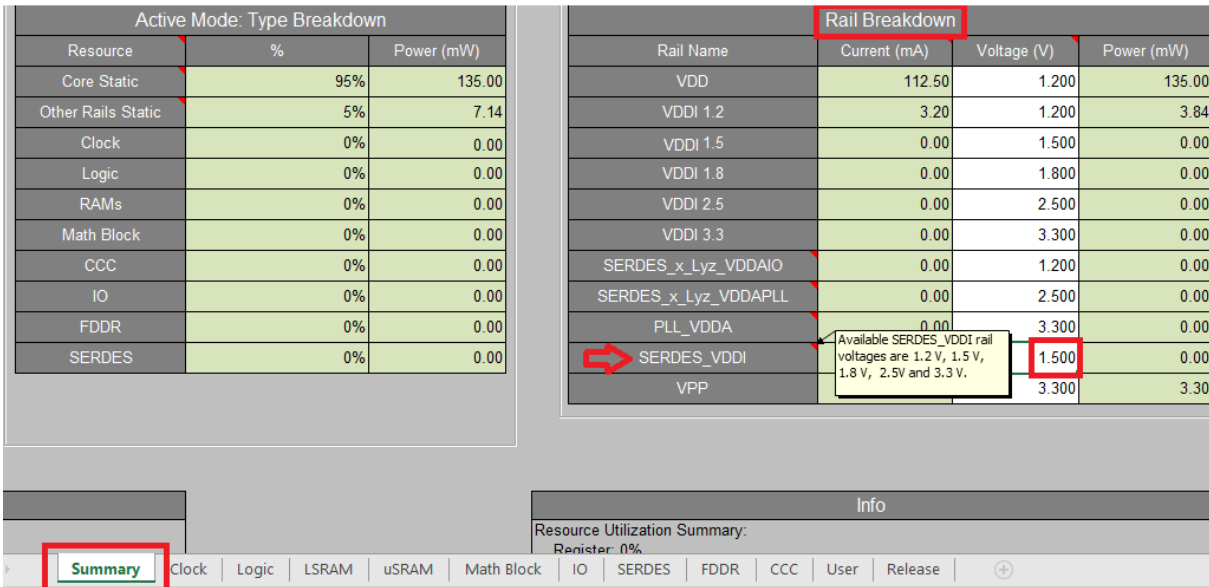 Active Mode: Type Breakdown
Resource % Power (mW)
Core Static 95% 135.00
Other Rails Static 5% 7.14
Clock 0% 0.00
Logic 0% 0.00
RAMs 0% 0.00
Math Block 0% 0.00
CCC 0% 0.00
IO 0% 0.00
FDDR 0% 0.00
SERDES 0% 0.00
Rail Breakdown
Rail Name Current (mA) Voltage (V) Power (mW)
VDD 112.50 1.200 135.00
VDDI 1.2 3.20 1.200 3.84
VDDI 1.5 0.00 1.500 0.00
VDDI 1.8 0.00 1.800 0.00
VDDI 2.5 0.00 2.500 0.00
VDDI 3.3 0.00 3.300 0.00
SERDES_x_Lyz_VDDAIO 0.00 1.200 0.00
SERDES_x_Lyz_VDDAPLL 0.00 2.500 0.00
PLL_VDDA 0.00 3.300 0.00
SERDES_VDDI 1.500 0.00
VPP 3.300 3.30
Available SERDES_VDDI rail
voltages are 1.2 V, 1.5 V,
1.8 V, 2.5V and 3.3 V.
Info
Resource Utilization Summary:
Register: 0%
Summary Clock Logic LSRAM uSRAM Math Block IO SERDES FDDR CCC User Release